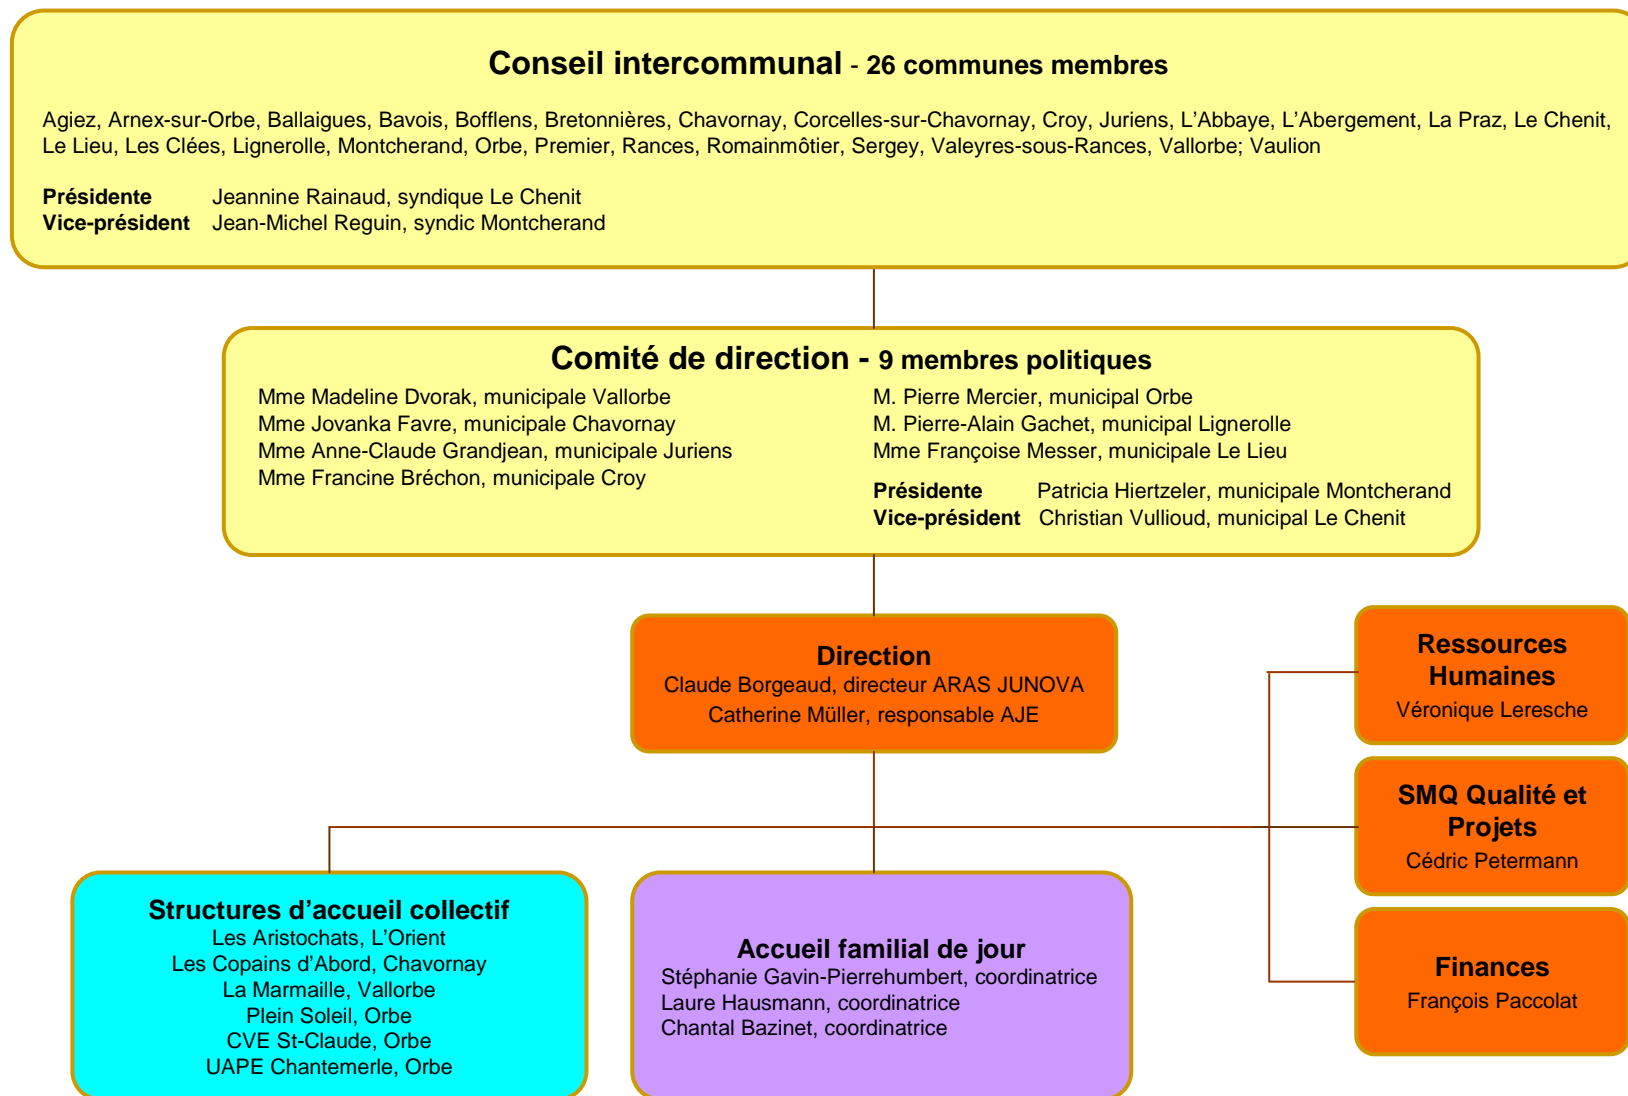 Conseil intercommunal - 26 communes membres
Agiez, Arnex-sur-Orbe, Ballaigues, Bavois, Bofflens, Bretonnières, Chavornay, Corcelles-sur-Chavornay, Croy, Juriens, L'Abbaye, L'Abergement, La Praz, Le Chenit,
Le Lieu, Les Clées, Lignerolle, Montcherand, Orbe, Premier, Rances, Romainmôtier, Sergey, Valeyres-sous-Rances, Vallorbe; Vaulion
Présidente Jeannine Rainaud, syndique Le Chenit
Vice-président Jean-Michel Reguin, syndic Montcherand
Comité de direction - 9 membres politiques
Mme Madeline Dvorak, municipale Vallorbe
Mme Jovanka Favre, municipale Chavornay
Mme Anne-Claude Grandjean, municipale Juriens
Mme Francine Bréchon, municipale Croy
M. Pierre Mercier, municipal Orbe
M. Pierre-Alain Gachet, municipal Lignerolle
Mme Françoise Messer, municipale Le Lieu
Présidente Patricia Hiertzeler, municipale Montcherand
Vice-président Christian Vullioud, municipal Le Chenit
Direction
Claude Borgeaud, directeur ARAS JUNOVA
Catherine Müller, responsable AJE
Ressources
Humaines
Véronique Leresche
SMQ Qualité et
Projets
Cédric Petermann
Finances
François Paccolat
Structures d'accueil collectif
Les Aristochats, L'Orient
Les Copains d'Abord, Chavornay
La Marmaille, Vallorbe
Plein Soleil, Orbe
CVE St-Claude, Orbe
UAPE Chantemerle, Orbe
Accueil familial de jour
Stéphanie Gavin-Pierrehumbert, coordinatrice
Laure Hausmann, coordinatrice
Chantal Bazinet, coordinatrice